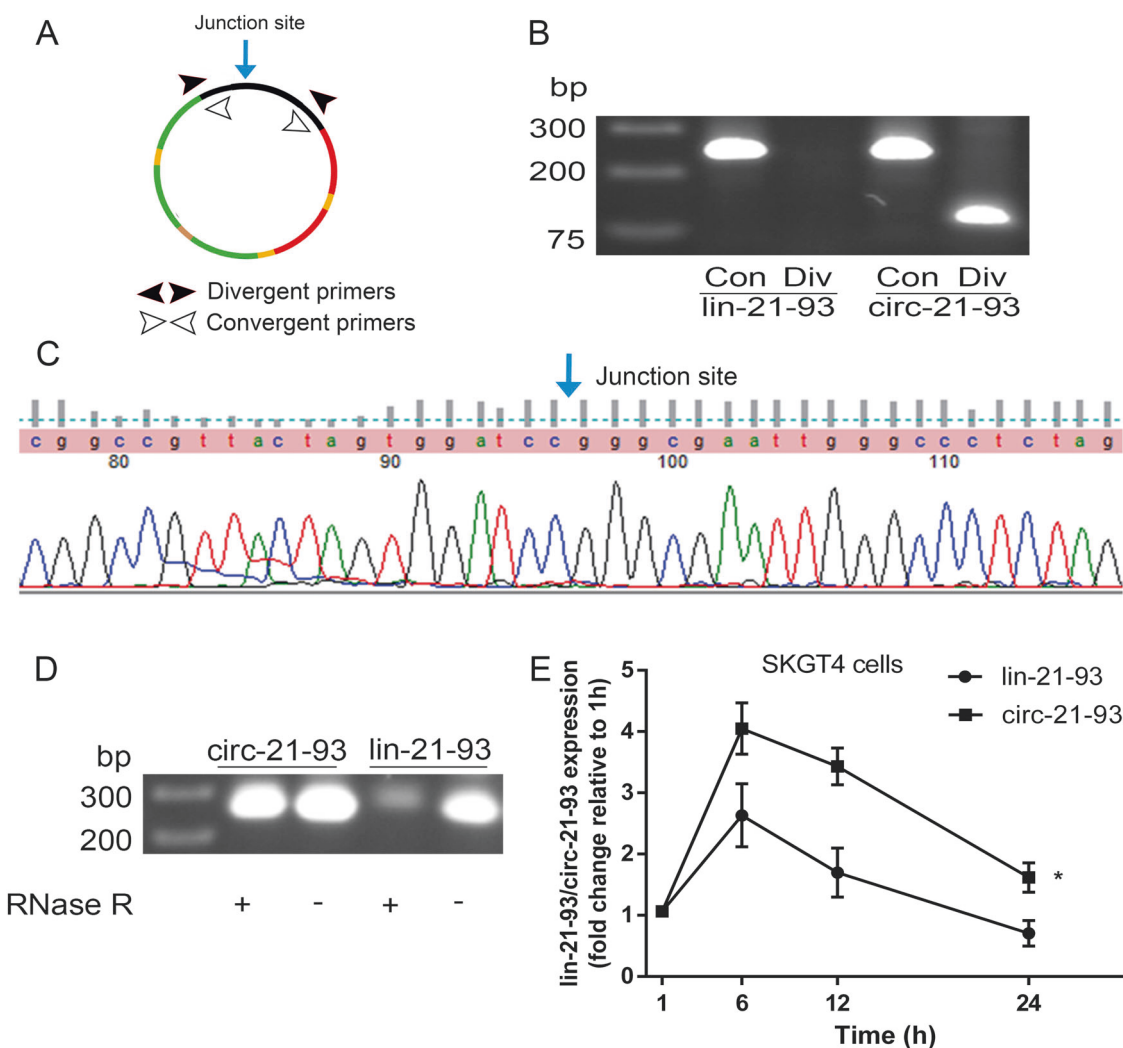 A
Junction site
Divergent primers
Convergent primers
B
bp
300
200
75
Con Div Con Div
lin-21-93 circ-21-93
C
Junction site
c g g c c g t t a c t a g t g g a t c c g g g c g a a t t g g g c c c t c t a g
80 90 100 110
D
bp
circ-21-93 lin-21-93
300
200
RNase R + - + -
E
SKGT4 cells
lin-21-93
circ-21-93
lin-21-93/circ-21-93 expression
(fold change relative to 1h)
5
4
3
2
1
0
*
1 6 12 24
Time (h)